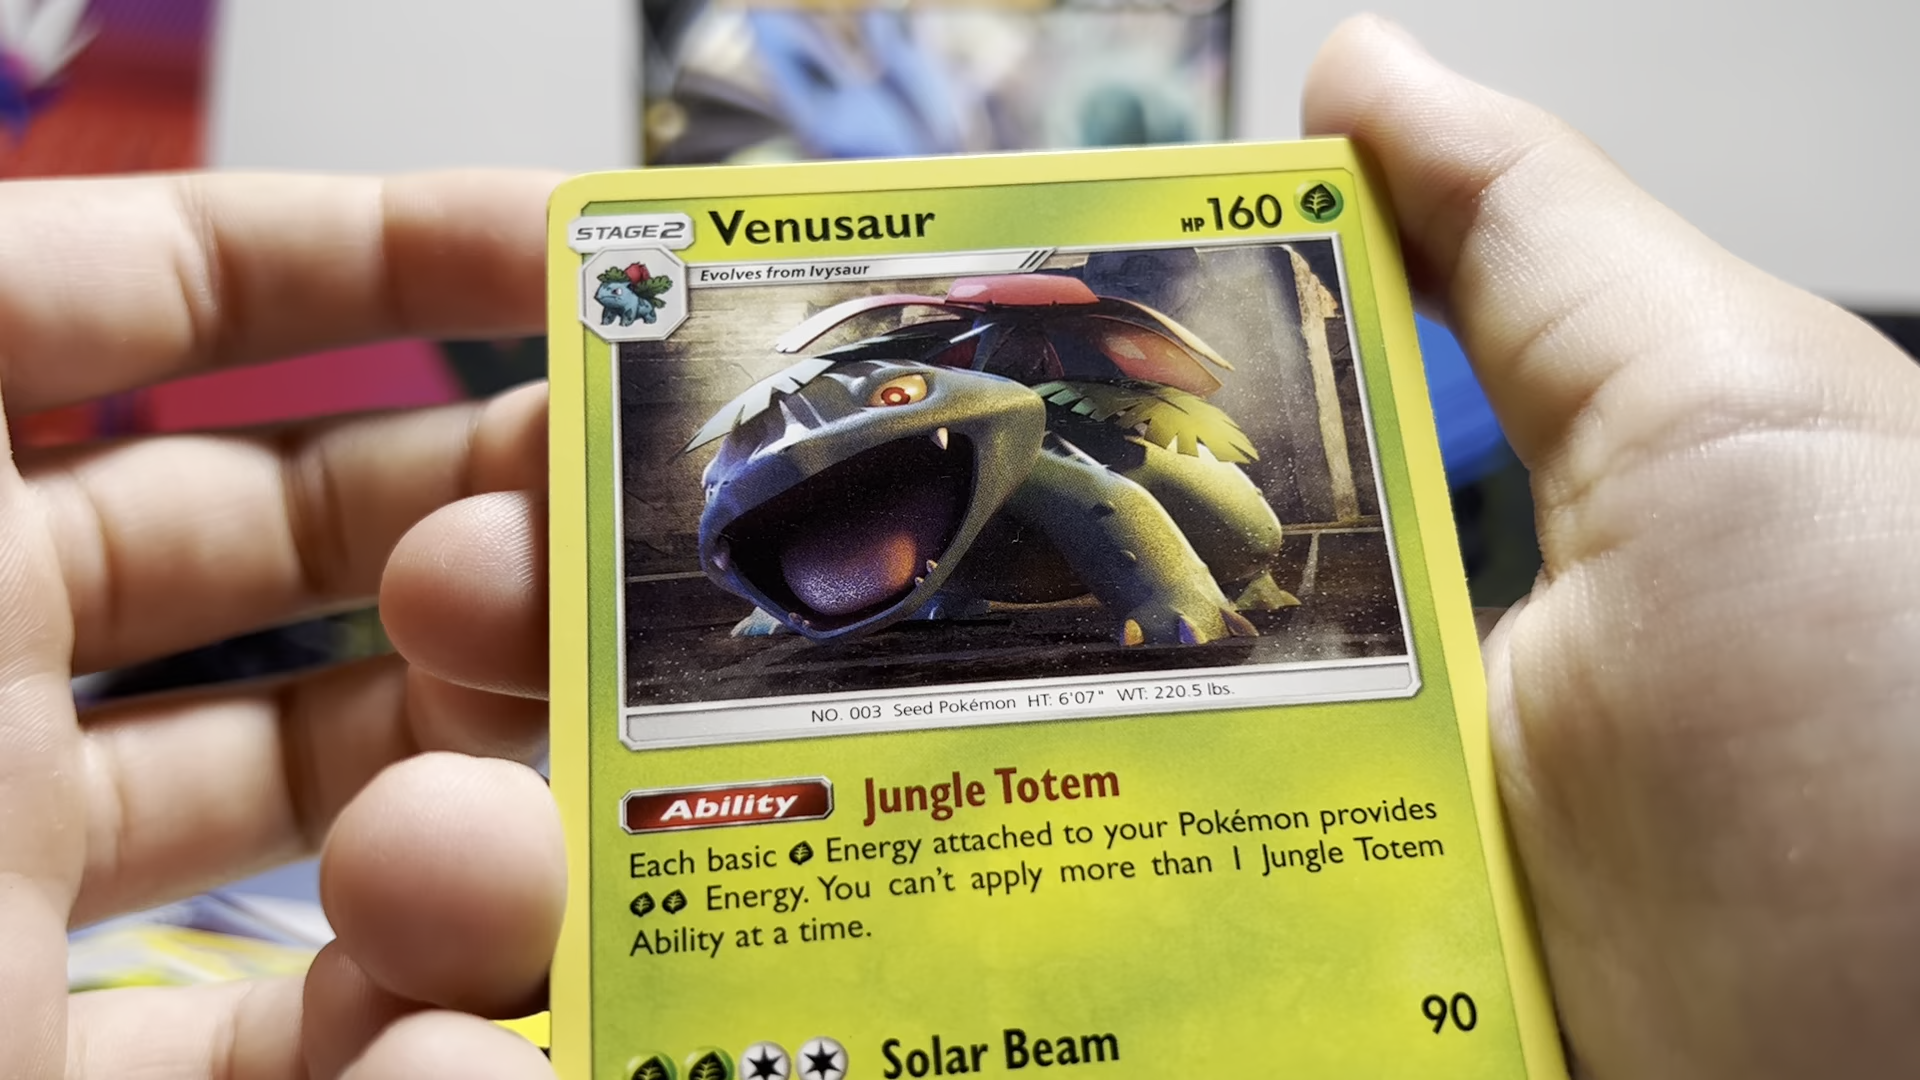 STAGE2 Venusaur HP 160
Evolves from Ivysaur
NO. 003 Seed Pokémon HT: 6'07" WT: 220.5 lbs.
Ability Jungle Totem
Each basic Energy attached to your Pokémon provides
Energy. You can't apply more than 1 Jungle Totem
Ability at a time.
Solar Beam 90